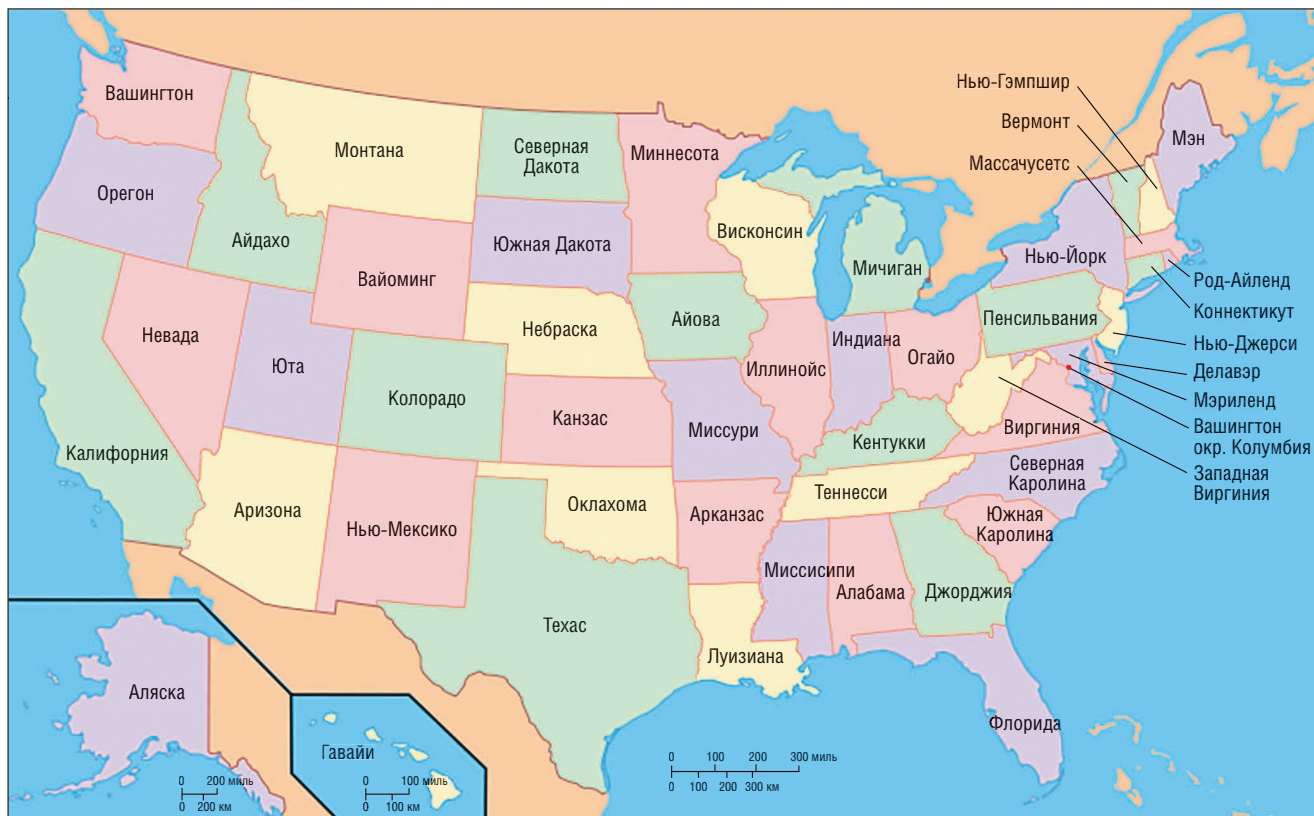 Нью-Гэмпшир
Вермонт
Массачусетс
Мэн
Вашингтон
Монтана
Северная
Дакота
Миннесота
Орегон
Айдахо
Южная Дакота
Висконсин
Вайоминг
Мичиган
Нью-Йорк
Род-Айленд
Коннектикут
Невада
Небраска
Айова
Пенсильвания
Нью-Джерси
Юта
Индиана
Огайо
Иллинойс
Делавэр
Колорадо
Мэриленд
Канзас
Миссури
Кентукки
Виргиния
Вашингтон
окр. Колумбия
Калифорния
Северная
Каролина
Западная
Виргиния
Аризона
Нью-Мексико
Оклахома
Теннесси
Арканзас
Южная
Каролина
Миссисипи
Алабама
Джорджия
Техас
Луизиана
Аляска
Флорида
Гавайи
0 100 200 300 миль
0 100 200 300 км
0 200 миль
0 200 км
0 100 миль
0 100 км